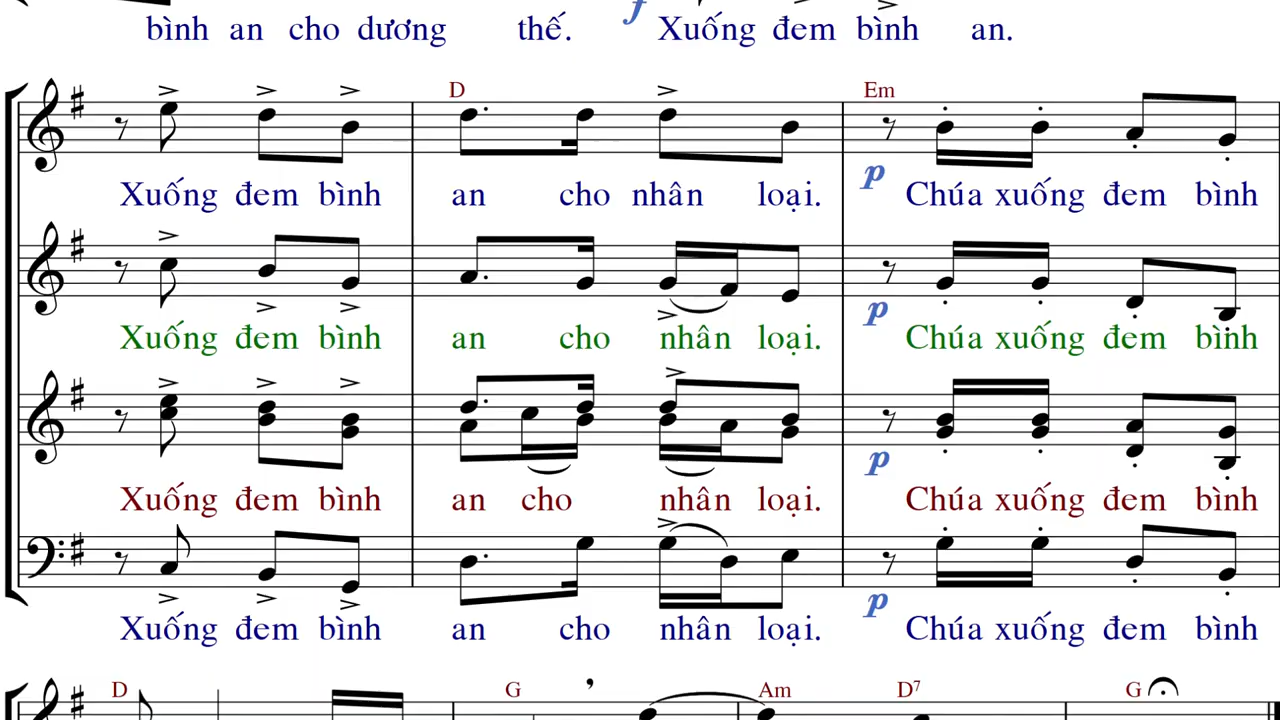 bình an cho dương thế. f Xuống đem bình an.
D Em
Xuống đem bình an cho nhân loại. p Chúa xuống đem bình
Xuống đem bình an cho nhân loại. p Chúa xuống đem bình
Xuống đem bình an cho nhân loại. p Chúa xuống đem bình
Xuống đem bình an cho nhân loại. p Chúa xuống đem bình
D G Am D7 G